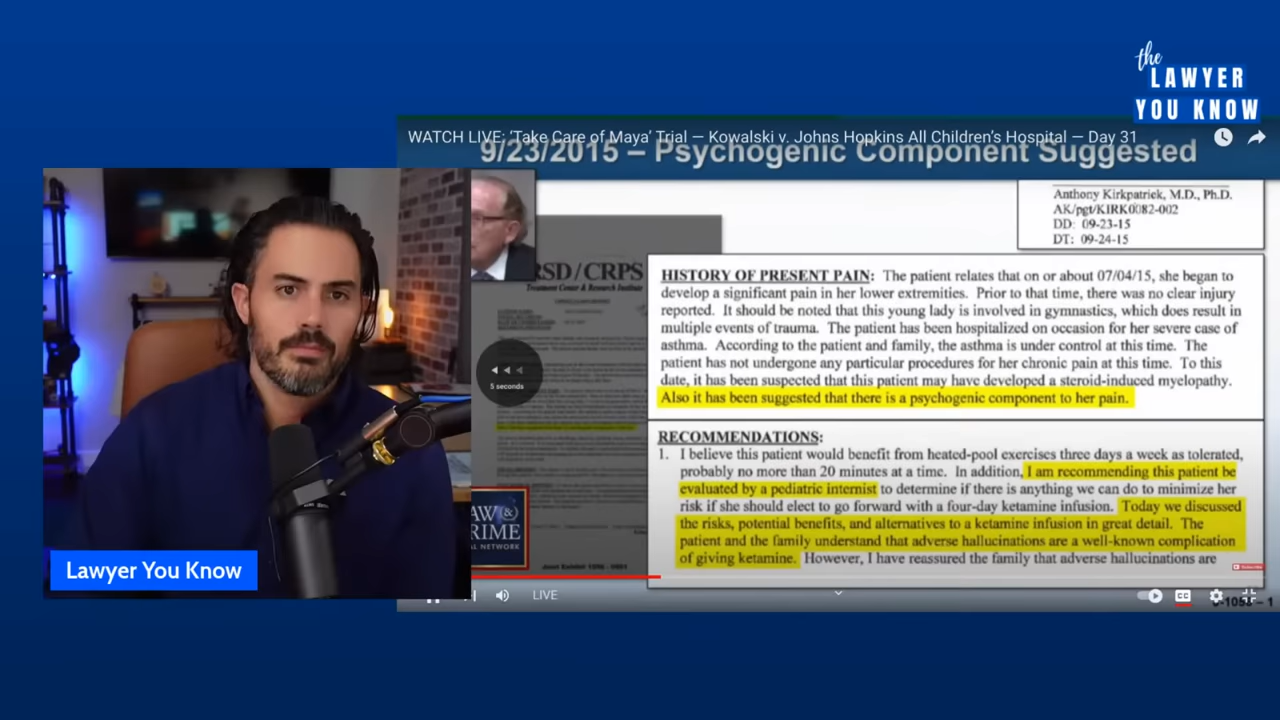 the
LAWYER
YOU KNOW
WATCH LIVE: ‘Take Care of Maya’ Trial — Kowalski v. Johns Hopkins All Children’s Hospital — Day 31
9/23/2015 – Psychogenic Component Suggested
Anthony Kirkpatrick, M.D., Ph.D.
AK/pgt/KIRK0082-002
DD: 09-23-15
DT: 09-24-15
RSD/CRPS
Treatment Center & Research Institute
HISTORY OF PRESENT PAIN: The patient relates that on or about 07/04/15, she began to
develop a significant pain in her lower extremities. Prior to that time, there was no clear injury
reported. It should be noted that this young lady is involved in gymnastics, which does result in
multiple events of trauma. The patient has been hospitalized on occasion for her severe case of
asthma. According to the patient and family, the asthma is under control at this time. The
patient has not undergone any particular procedures for her chronic pain at this time. To this
date, it has been suspected that this patient may have developed a steroid-induced myelopathy.
Also it has been suggested that there is a psychogenic component to her pain.
5 seconds
RECOMMENDATIONS:
1. I believe this patient would benefit from heated-pool exercises three days a week as tolerated,
probably no more than 20 minutes at a time. In addition, I am recommending this patient be
evaluated by a pediatric internist to determine if there is anything we can do to minimize her
risk if she should elect to go forward with a four-day ketamine infusion. Today we discussed
the risks, potential benefits, and alternatives to a ketamine infusion in great detail. The
patient and the family understand that adverse hallucinations are a well-known complication
of giving ketamine. However, I have reassured the family that adverse hallucinations are
AW &
RIME
AL NETWORK
Lawyer You Know
LIVE
CC